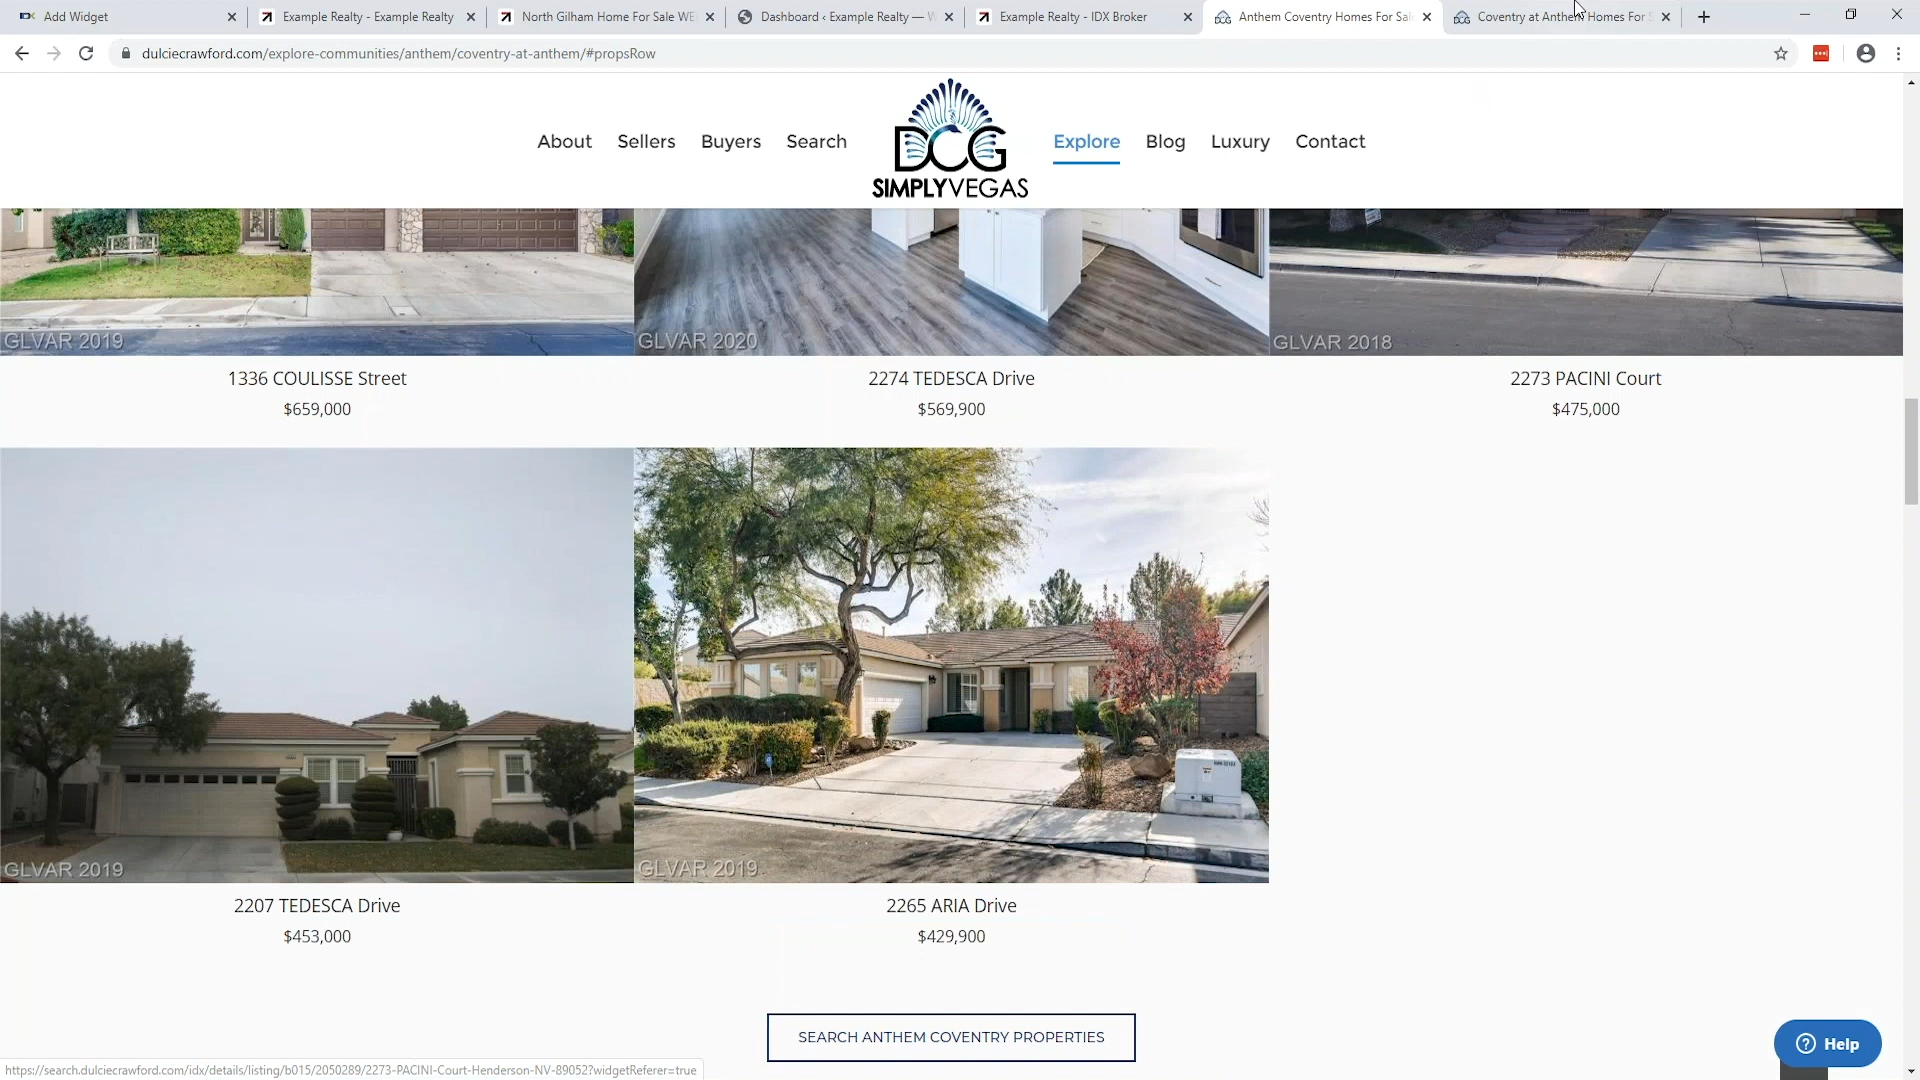 Add Widget
Example Realty - Example Realty
North Gilham Home For Sale WE
Dashboard ‹ Example Realty — W
Example Realty - IDX Broker
Anthem Coventry Homes For Sal
Coventry at Anthem Homes For S
dulciecrawford.com/explore-communities/anthem/coventry-at-anthem/#propsRow
About Sellers Buyers Search
DCG
SIMPLYVEGAS
Explore Blog Luxury Contact
GLVAR 2019
GLVAR 2020
GLVAR 2018
1336 COULISSE Street
$659,000
2274 TEDESCA Drive
$569,900
2273 PACINI Court
$475,000
GLVAR 2019
GLVAR 2019
2207 TEDESCA Drive
$453,000
2265 ARIA Drive
$429,900
SEARCH ANTHEM COVENTRY PROPERTIES
Help
https://search.dulciecrawford.com/idx/details/listing/b015/2050289/2273-PACINI-Court-Henderson-NV-89052?widgetReferer=true